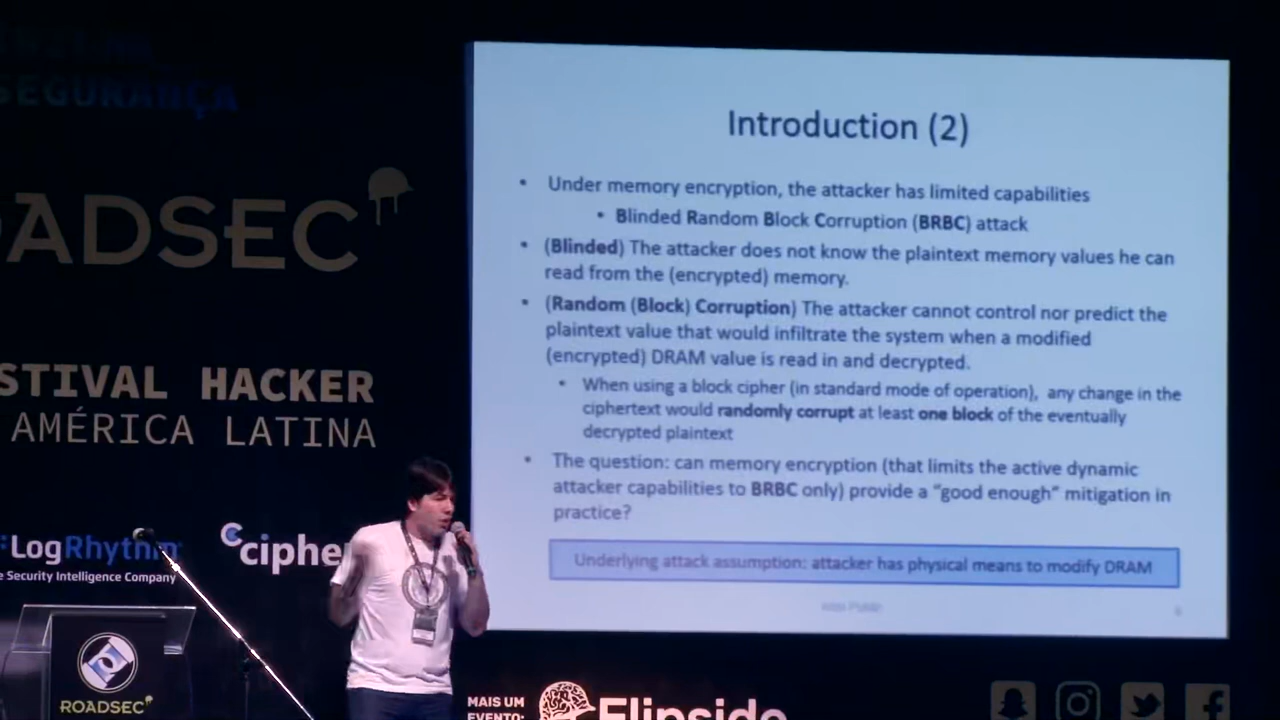 SEGURANÇA
OADSEC
STIVAL HACKER
AMÉRICA LATINA
LogRhythm
e Security Intelligence Company
cipher
ROADSEC
Introduction (2)
• Under memory encryption, the attacker has limited capabilities
• Blinded Random Block Corruption (BRBC) attack
• (Blinded) The attacker does not know the plaintext memory values he can
read from the (encrypted) memory.
• (Random (Block) Corruption) The attacker cannot control nor predict the
plaintext value that would infiltrate the system when a modified
(encrypted) DRAM value is read in and decrypted.
• When using a block cipher (in standard mode of operation), any change in the
ciphertext would randomly corrupt at least one block of the eventually
decrypted plaintext
• The question: can memory encryption (that limits the active dynamic
attacker capabilities to BRBC only) provide a "good enough" mitigation in
practice?
Underlying attack assumption: attacker has physical means to modify DRAM
MAIS UM
EVENTO:
Flipside